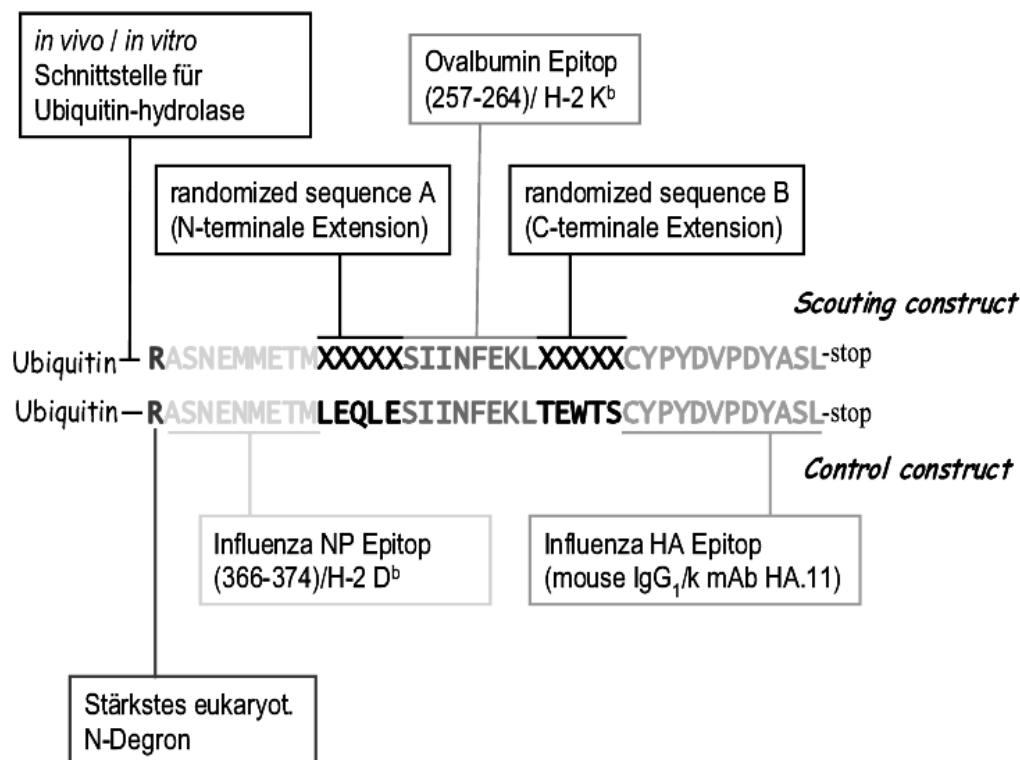 in vivo / in vitro
Schnittstelle für
Ubiquitin-hydrolase
Ovalbumin Epitop
(257-264)/ H-2 Kᵇ
randomized sequence A
(N-terminale Extension)
randomized sequence B
(C-terminale Extension)
Scouting construct
Ubiquitin RASNEMMETMXXXXXSIINFEKLXXXXXCYPYDVPDYASL-stop
Ubiquitin–RASNENMETMLEQLESIINFEKLTEWTSCYPYDVPDYASL-stop
Control construct
Influenza NP Epitop
(366-374)/H-2 Dᵇ
Influenza HA Epitop
(mouse IgG₁/k mAb HA.11)
Stärkstes eukaryot.
N-Degron